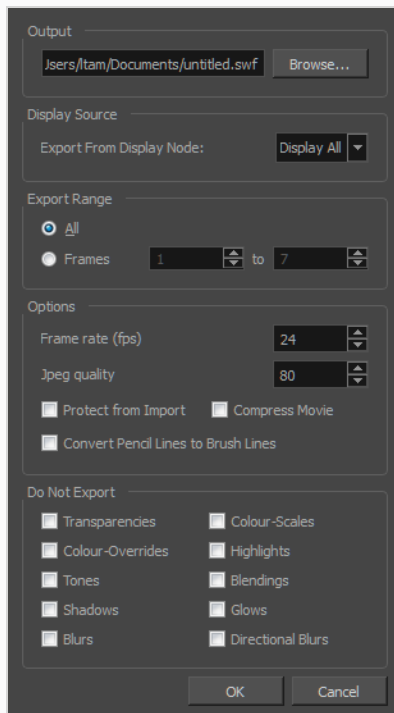 Output
Jsers/ltam/Documents/untitled.swf Browse...
Display Source
Export From Display Node: Display All
Export Range
All
Frames 1 to 7
Options
Frame rate (fps) 24
Jpeg quality 80
Protect from Import Compress Movie
Convert Pencil Lines to Brush Lines
Do Not Export
Transparencies Colour-Scales
Colour-Overrides Highlights
Tones Blendings
Shadows Glows
Blurs Directional Blurs
OK Cancel